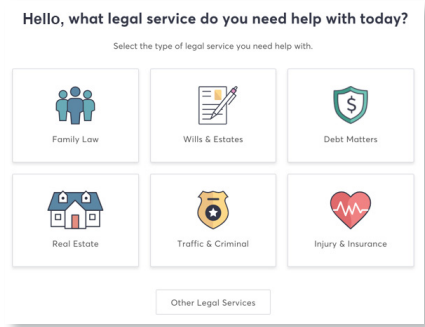 Hello, what legal service do you need help with today?
Select the type of legal service you need help with.
Family Law
Wills & Estates
Debt Matters
Real Estate
Traffic & Criminal
Injury & Insurance
Other Legal Services